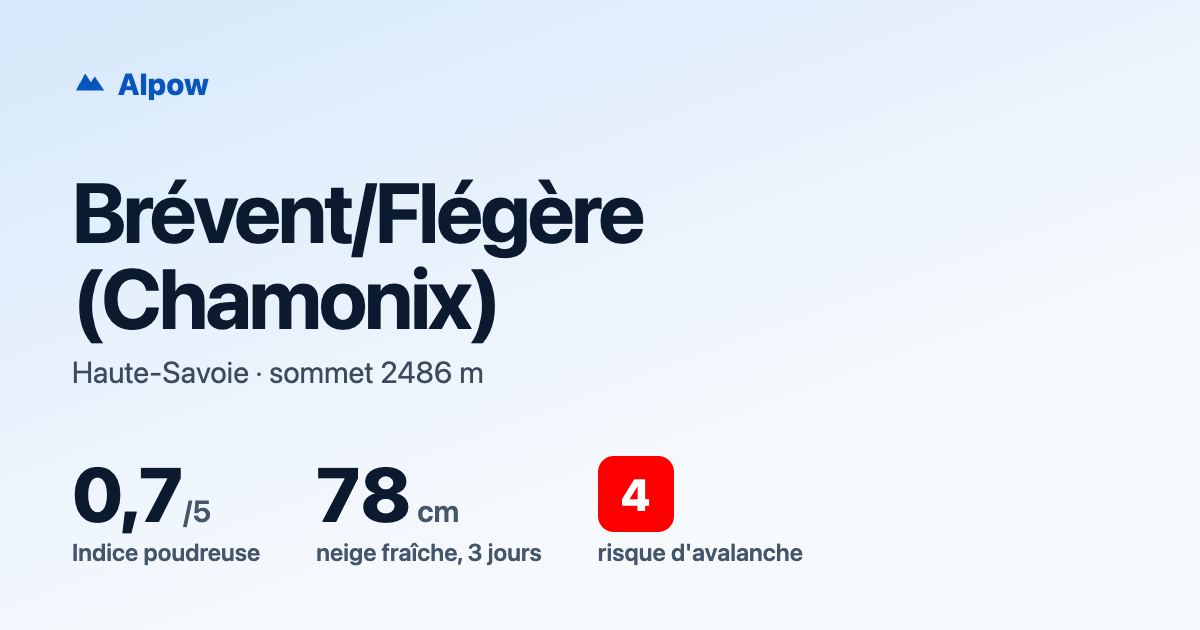 Alpow
Brévent/Flégère
(Chamonix)
Haute-Savoie · sommet 2486 m
0,7/5
Indice poudreuse
78 cm
neige fraîche, 3 jours
4
risque d'avalanche